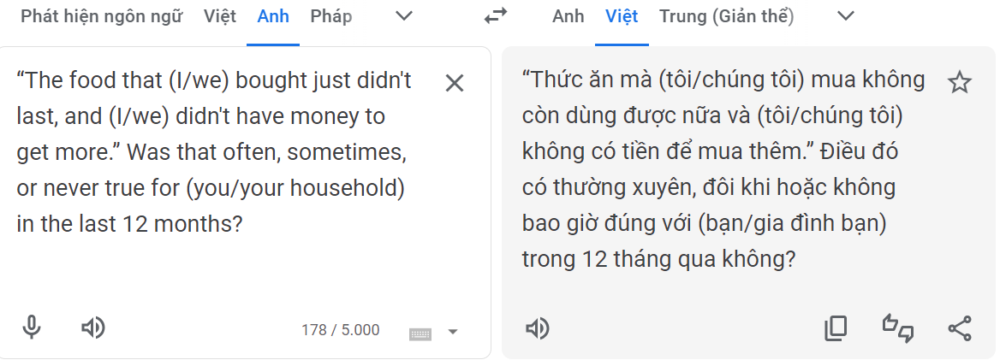 Phát hiện ngôn ngữ Việt Anh Pháp Anh Việt Trung (Giản thể)
“The food that (I/we) bought just didn't
last, and (I/we) didn't have money to
get more.” Was that often, sometimes,
or never true for (you/your household)
in the last 12 months?
178 / 5.000
“Thức ăn mà (tôi/chúng tôi) mua không
còn dùng được nữa và (tôi/chúng tôi)
không có tiền để mua thêm.” Điều đó
có thường xuyên, đôi khi hoặc không
bao giờ đúng với (bạn/gia đình bạn)
trong 12 tháng qua không?